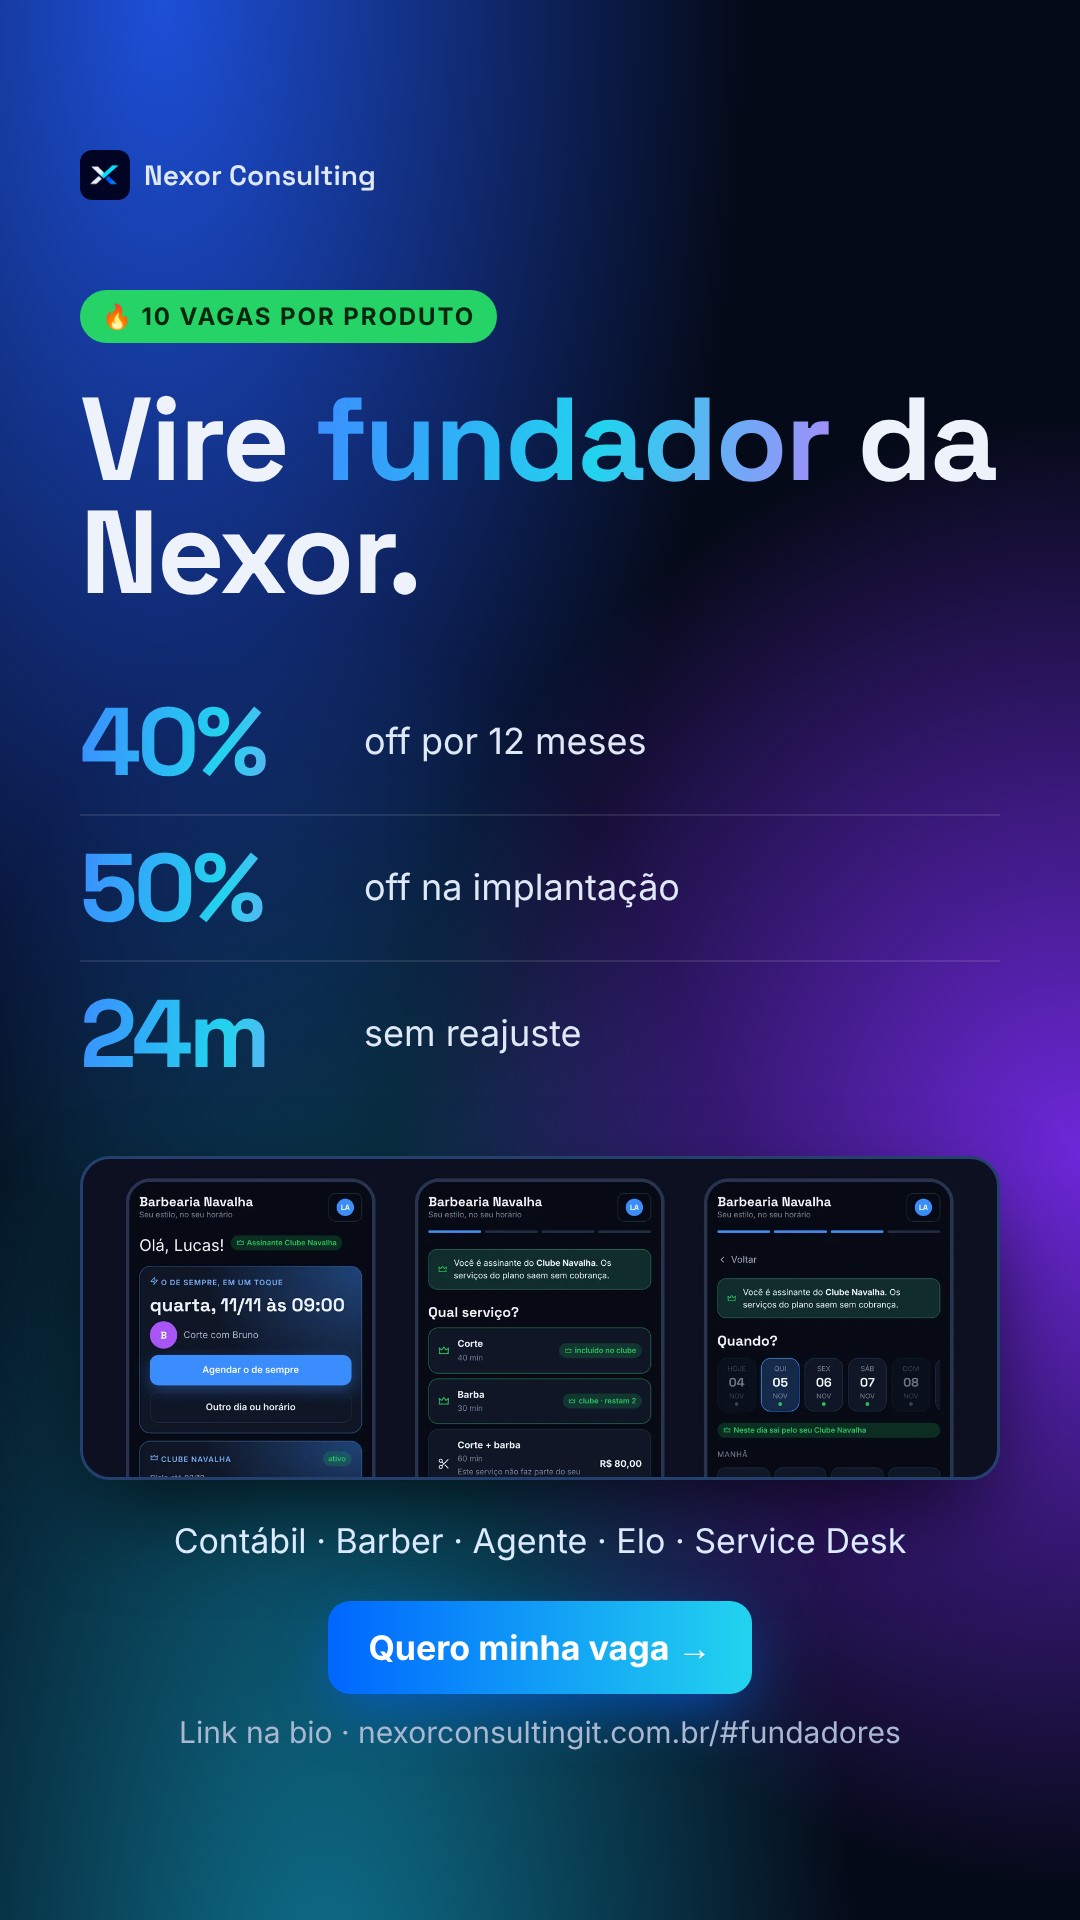 Nexor Consulting
🔥 10 VAGAS POR PRODUTO
Vire fundador da
Nexor.
40% off por 12 meses
50% off na implantação
24m sem reajuste
Barbearia Navalha
Seu estilo, no seu horário
LA
Olá, Lucas! Assinante Clube Navalha
O DE SEMPRE, EM UM TOQUE
quarta, 11/11 às 09:00
B Corte com Bruno
Agendar o de sempre
Outro dia ou horário
CLUBE NAVALHA ativo
Barbearia Navalha
Seu estilo, no seu horário
LA
Você é assinante do Clube Navalha. Os
serviços do plano saem sem cobrança.
Qual serviço?
Corte
40 min
incluído no clube
Barba
30 min
clube · restam 2
Corte + barba
60 min
R$ 80,00
Este serviço não faz parte do seu
Barbearia Navalha
Seu estilo, no seu horário
LA
Voltar
Você é assinante do Clube Navalha. Os
serviços do plano saem sem cobrança.
Quando?
HOJE QUI SEX SÁB DOM
04 05 06 07 08
NOV NOV NOV NOV NOV
Neste dia sai pelo seu Clube Navalha
MANHÃ
Contábil · Barber · Agente · Elo · Service Desk
Quero minha vaga →
Link na bio · nexorconsultingit.com.br/#fundadores